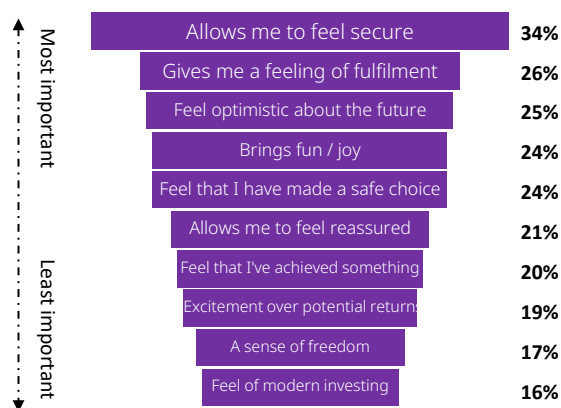 Most important
Least important
Allows me to feel secure 34%
Gives me a feeling of fulfilment 26%
Feel optimistic about the future 25%
Brings fun / joy 24%
Feel that I have made a safe choice 24%
Allows me to feel reassured 21%
Feel that I've achieved something 20%
Excitement over potential returns 19%
A sense of freedom 17%
Feel of modern investing 16%